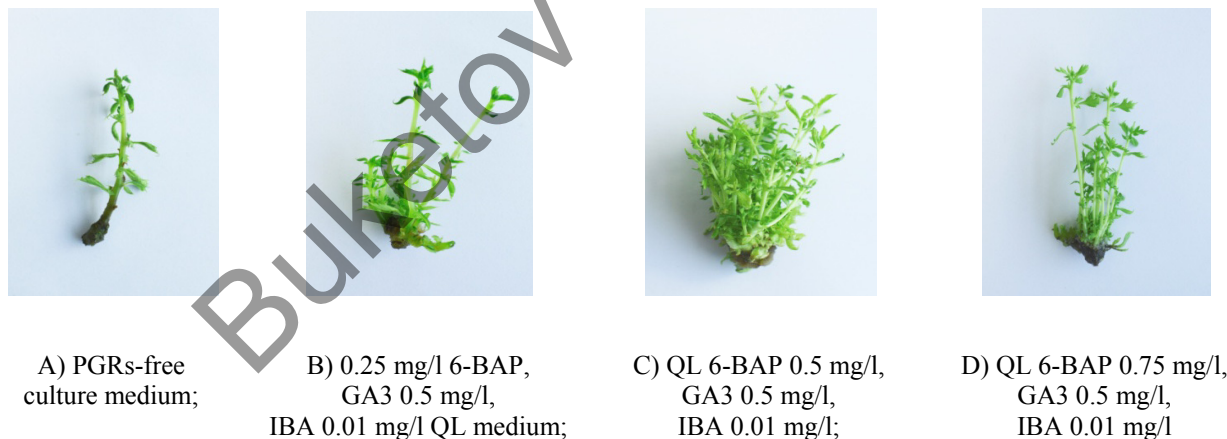 Buketov
A) PGRs-free
culture medium;
B) 0.25 mg/l 6-BAP,
GA3 0.5 mg/l,
IBA 0.01 mg/l QL medium;
C) QL 6-BAP 0.5 mg/l,
GA3 0.5 mg/l,
IBA 0.01 mg/l;
D) QL 6-BAP 0.75 mg/l,
GA3 0.5 mg/l,
IBA 0.01 mg/l